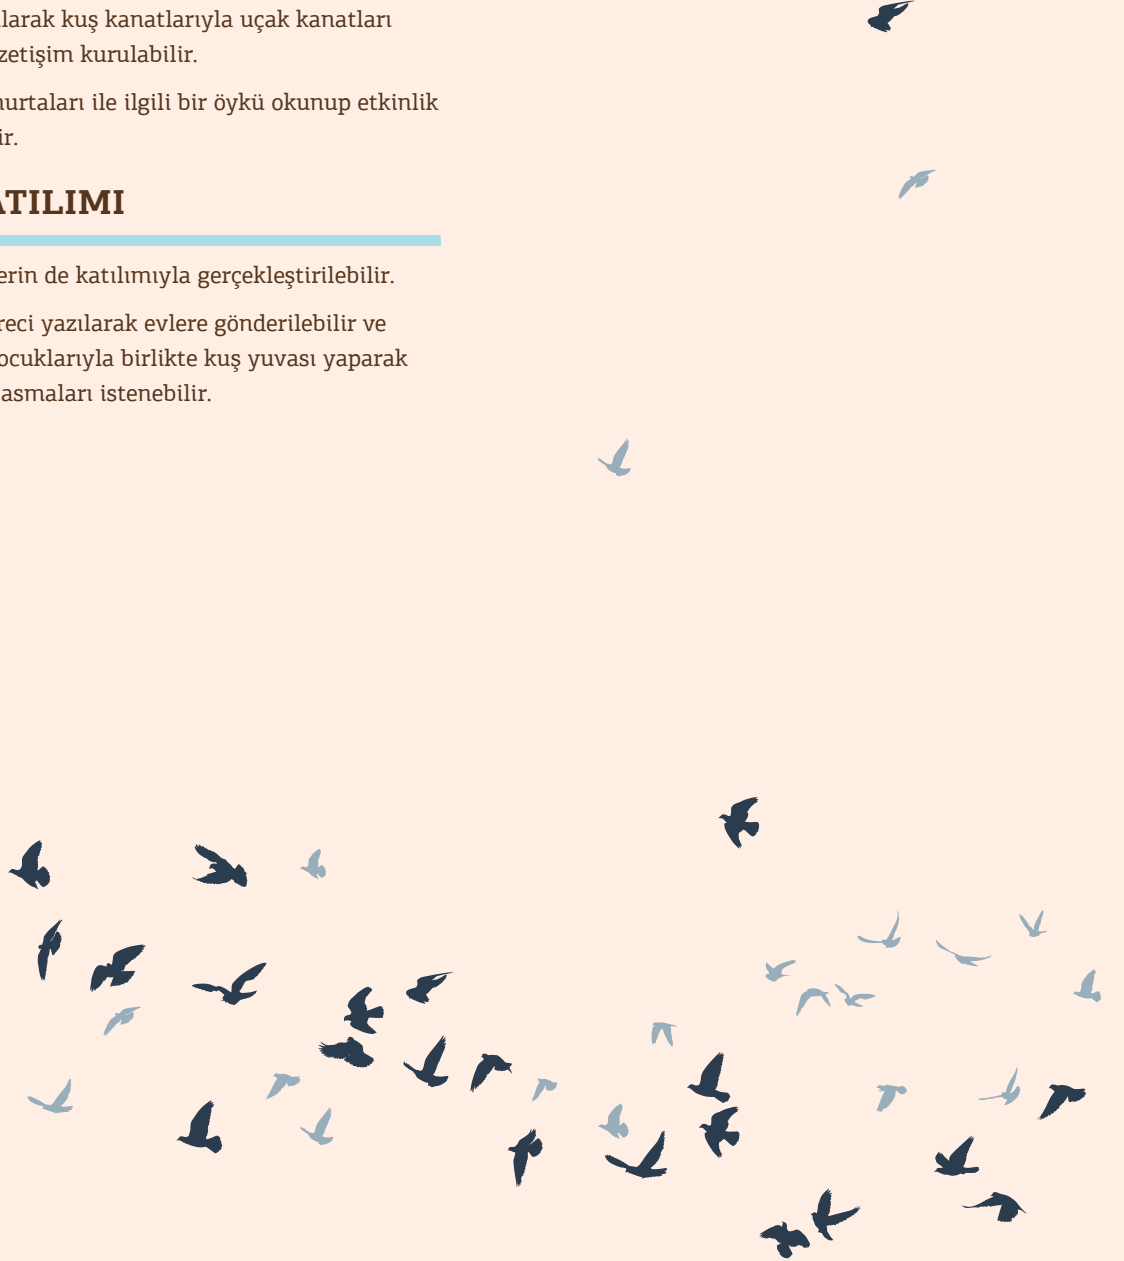 larak kuş kanatlarıyla uçak kanatları
zetişim kurulabilir.
urtaları ile ilgili bir öykü okunup etkinlik
ir.
ATILIMI
erin de katılımıyla gerçekleştirilebilir.
reci yazılarak evlere gönderilebilir ve
ocuklarıyla birlikte kuş yuvası yaparak
asmaları istenebilir.